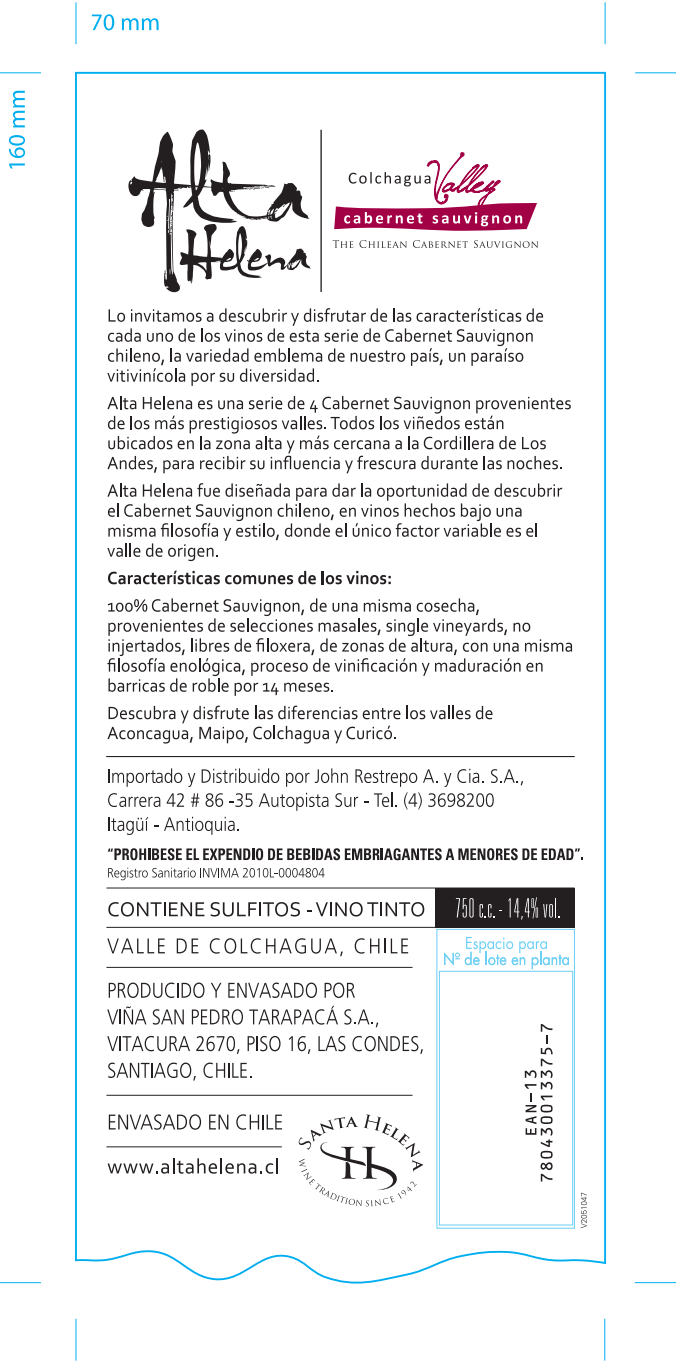 70 mm
160 mm
Alta
Helena
Colchagua Valley
cabernet sauvignon
The Chilean Cabernet Sauvignon
Lo invitamos a descubrir y disfrutar de las características de
cada uno de los vinos de esta serie de Cabernet Sauvignon
chileno, la variedad emblema de nuestro país, un paraíso
vitivinícola por su diversidad.
Alta Helena es una serie de 4 Cabernet Sauvignon provenientes
de los más prestigiosos valles. Todos los viñedos están
ubicados en la zona alta y más cercana a la Cordillera de Los
Andes, para recibir su influencia y frescura durante las noches.
Alta Helena fue diseñada para dar la oportunidad de descubrir
el Cabernet Sauvignon chileno, en vinos hechos bajo una
misma filosofía y estilo, donde el único factor variable es el
valle de origen.
Características comunes de los vinos:
100% Cabernet Sauvignon, de una misma cosecha,
provenientes de selecciones masales, single vineyards, no
injertados, libres de filoxera, de zonas de altura, con una misma
filosofía enológica, proceso de vinificación y maduración en
barricas de roble por 14 meses.
Descubra y disfrute las diferencias entre los valles de
Aconcagua, Maipo, Colchagua y Curicó.
Importado y Distribuido por John Restrepo A. y Cia. S.A.,
Carrera 42 # 86 -35 Autopista Sur - Tel. (4) 3698200
Itagüí - Antioquia.
“PROHIBESE EL EXPENDIO DE BEBIDAS EMBRIAGANTES A MENORES DE EDAD”.
Registro Sanitario INVIMA 2010L-0004804
CONTIENE SULFITOS - VINO TINTO
750 c.c. - 14,4% vol.
VALLE DE COLCHAGUA, CHILE
Espacio para
Nº de lote en planta
PRODUCIDO Y ENVASADO POR
VIÑA SAN PEDRO TARAPACÁ S.A.,
VITACURA 2670, PISO 16, LAS CONDES,
SANTIAGO, CHILE.
ENVASADO EN CHILE
www.altahelena.cl
SANTA HELENA
H
WINE TRADITION SINCE 1942
EAN-13
780430013375-7
V2051047